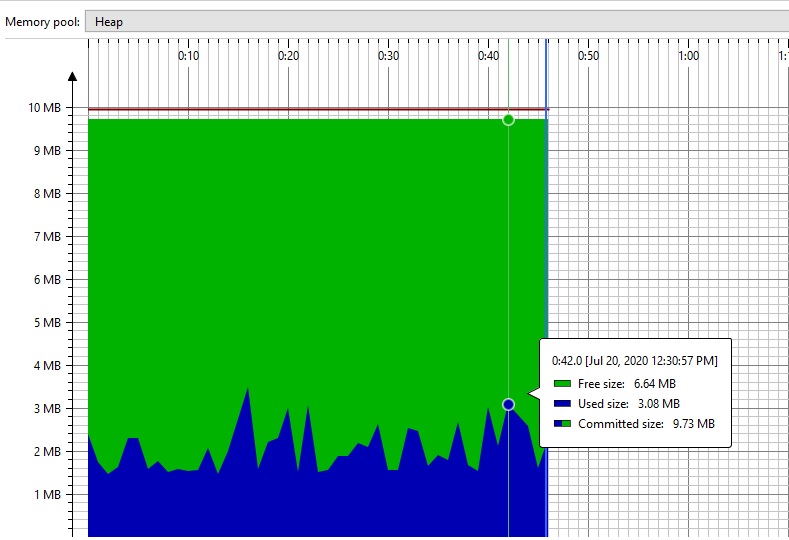 Memory pool: Heap
0:10 0:20 0:30 0:40 0:50 1:00 1:1
10 MB
9 MB
8 MB
7 MB
6 MB
5 MB
4 MB
3 MB
2 MB
1 MB
0:42.0 [Jul 20, 2020 12:30:57 PM]
Free size: 6.64 MB
Used size: 3.08 MB
Committed size: 9.73 MB